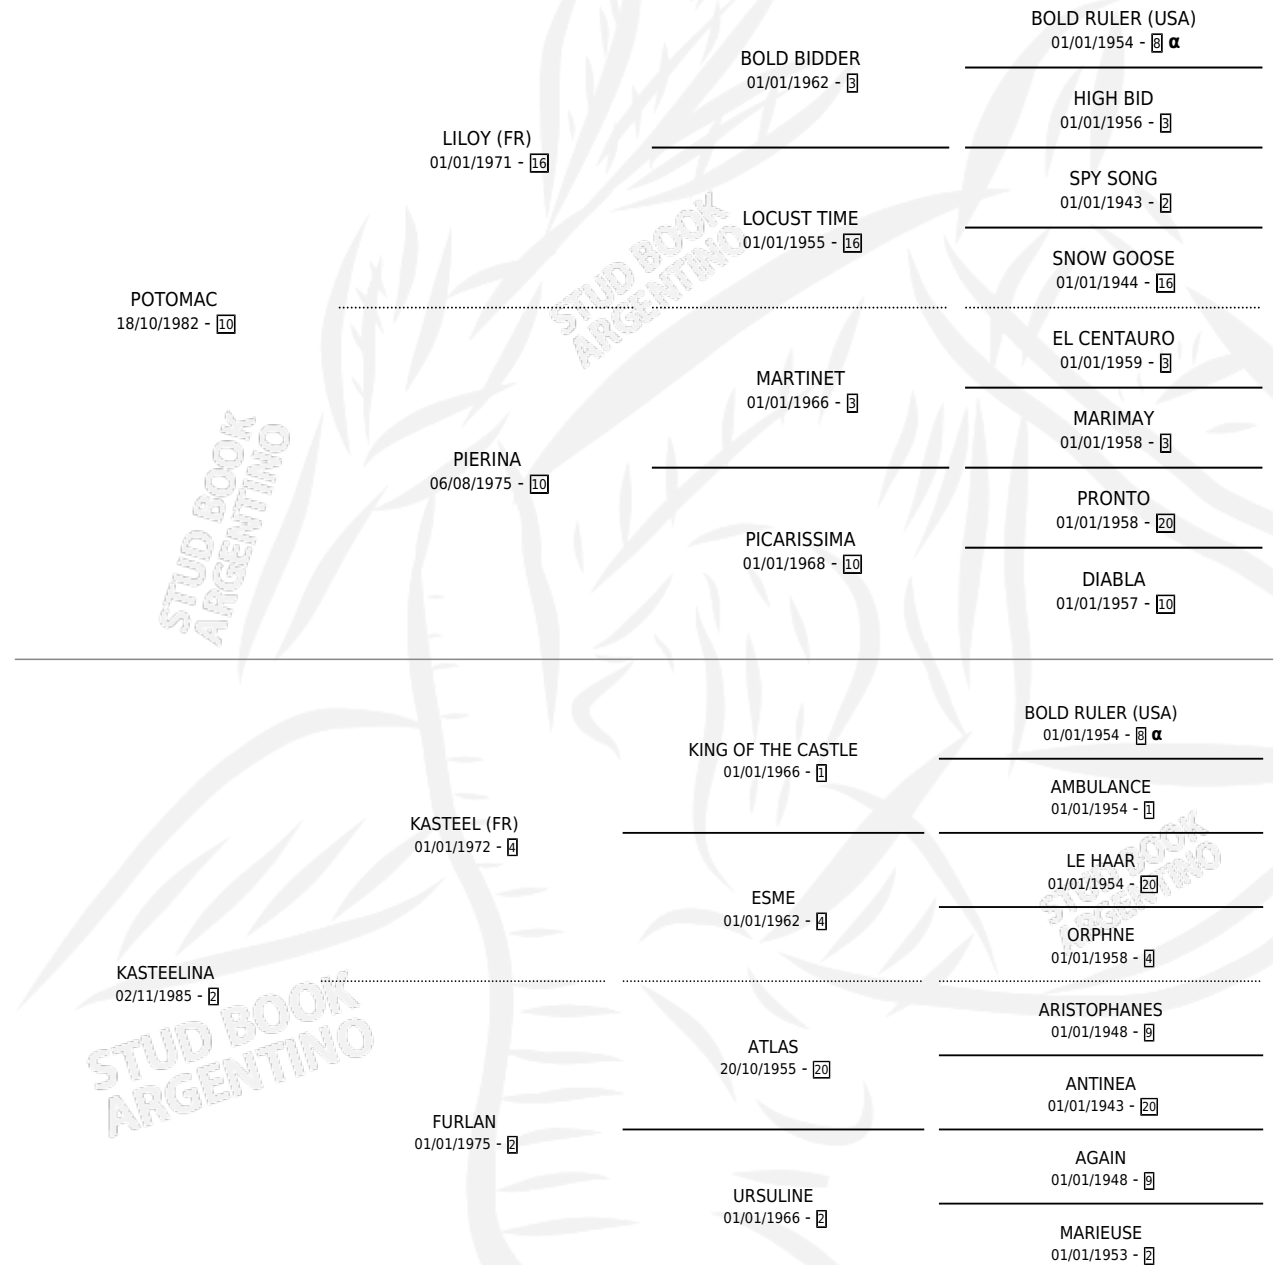 BOLD RULER (USA)
01/01/1954 - 8 α
BOLD BIDDER
01/01/1962 - 3
HIGH BID
01/01/1956 - 3
LILOY (FR)
01/01/1971 - 16
SPY SONG
01/01/1943 - 2
LOCUST TIME
01/01/1955 - 16
SNOW GOOSE
01/01/1944 - 16
POTOMAC
18/10/1982 - 10
STUD BOOK
ARGENTINO
EL CENTAURO
01/01/1959 - 3
MARTINET
01/01/1966 - 3
MARIMAY
01/01/1958 - 3
PIERINA
06/08/1975 - 10
PRONTO
01/01/1958 - 20
PICARISSIMA
01/01/1968 - 10
DIABLA
01/01/1957 - 10
STUD BOOK
ARGENTINO
BOLD RULER (USA)
01/01/1954 - 8 α
KING OF THE CASTLE
01/01/1966 - 1
AMBULANCE
01/01/1954 - 1
KASTEEL (FR)
01/01/1972 - 4
LE HAAR
01/01/1954 - 20
ESME
01/01/1962 - 4
ORPHNE
01/01/1958 - 4
STUD BOOK
ARGENTINO
KASTEELINA
02/11/1985 - 2
ARISTOPHANES
01/01/1948 - 9
ATLAS
20/10/1955 - 20
ANTINEA
01/01/1943 - 20
FURLAN
01/01/1975 - 2
AGAIN
01/01/1948 - 9
URSULINE
01/01/1966 - 2
MARIEUSE
01/01/1953 - 2
STUD BOOK
ARGENTINO